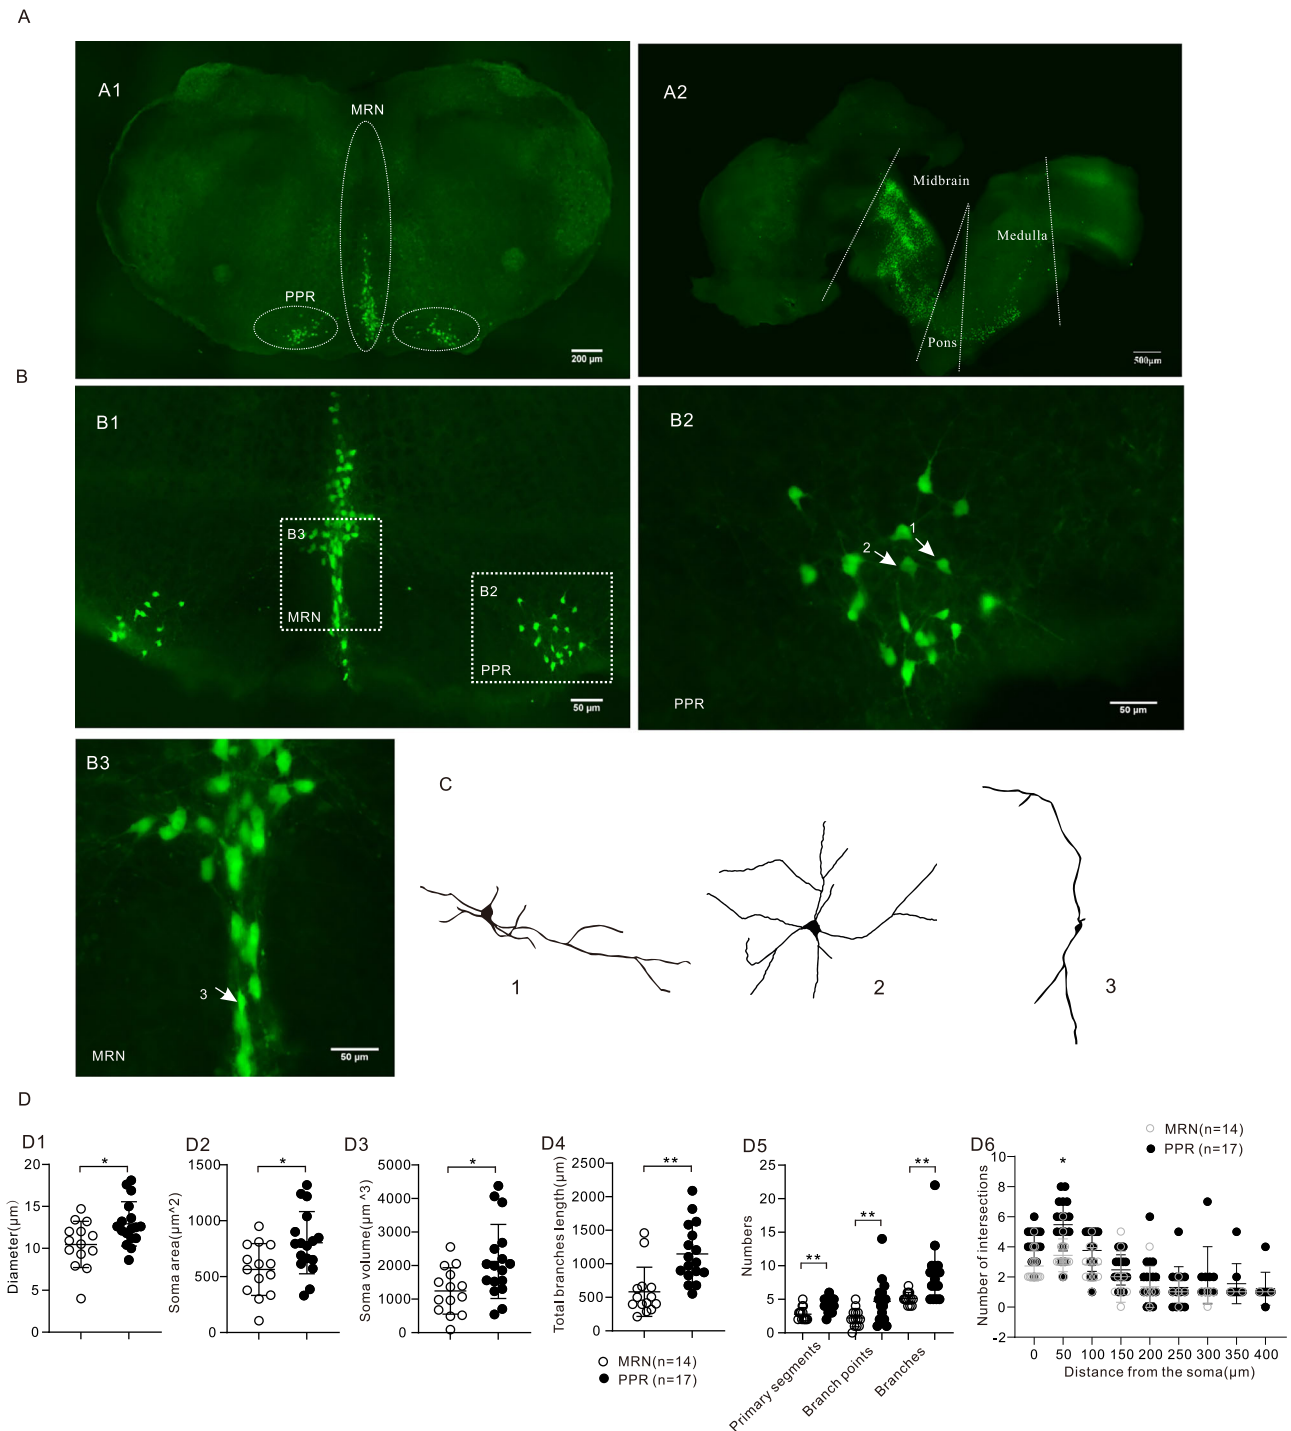 A
A1
MRN
PPR
200 μm
A2
Midbrain
Medulla
Pons
500μm
B
B1
B3
MRN
B2
PPR
50 μm
B2
1
2
PPR
50 μm
B3
3
MRN
50 μm
C
1
2
3
D
D1
Diameter(μm)
20
15
10
5
0
*
D2
Soma area(μm^2)
1500
1000
500
0
*
D3
Soma volume(μm ^3)
5000
4000
3000
2000
1000
0
*
D4
Total branches length(μm)
2500
2000
1500
1000
500
0
**
MRN(n=14)
PPR (n=17)
D5
Numbers
25
20
15
10
5
0
**
**
**
Primary segments
Branch points
Branches
D6
MRN(n=14)
PPR(n=17)
Number of intersections
10
8
6
4
2
0
-2
*
0 50 100 150 200 250 300 350 400
Distance from the soma(μm)